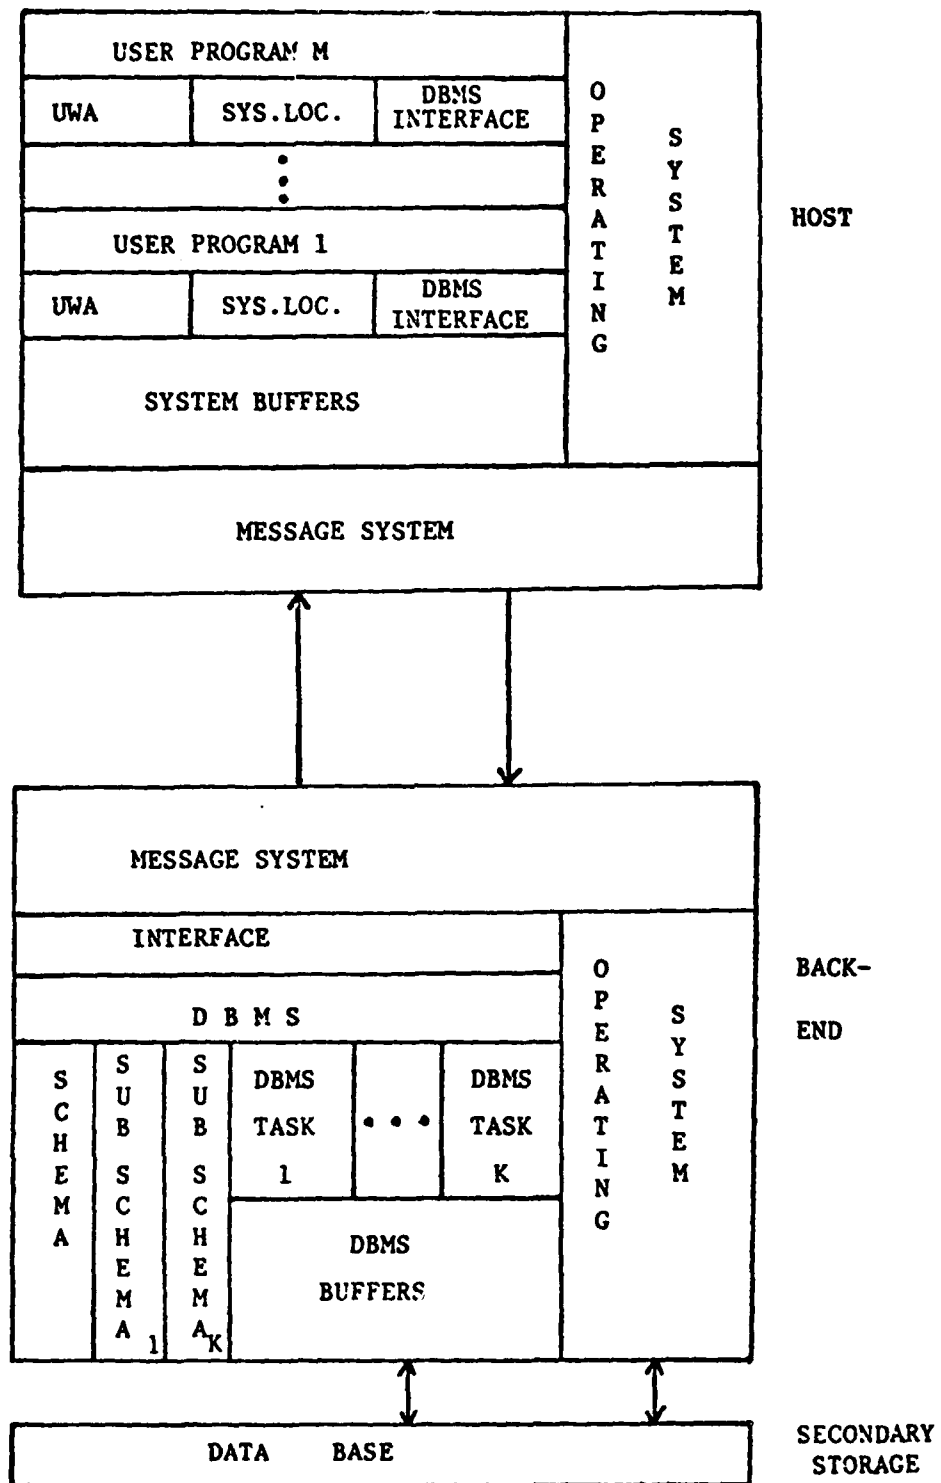 USER PROGRAM M
UWA
SYS.LOC.
DBMS
INTERFACE
USER PROGRAM 1
UWA
SYS.LOC.
DBMS
INTERFACE
SYSTEM BUFFERS
OPERATING
SYSTEM
HOST
MESSAGE SYSTEM
MESSAGE SYSTEM
INTERFACE
D B M S
SCHEMA
SUB SCHEMA 1
SUB SCHEMA K
DBMS
TASK
1
DBMS
TASK
K
DBMS
BUFFERS
OPERATING
SYSTEM
BACK-
END
DATA BASE
SECONDARY
STORAGE